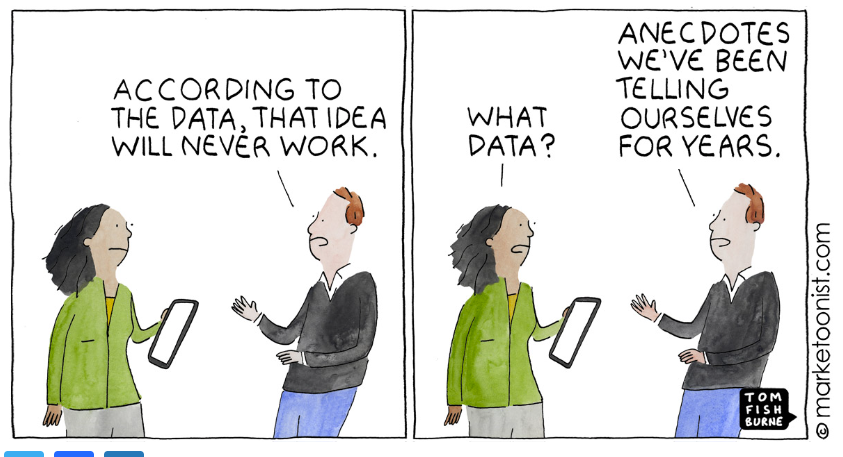 ACCORDING TO
THE DATA, THAT IDEA
WILL NEVER WORK.
WHAT
DATA?
ANECDOTES
WE'VE BEEN
TELLING
OURSELVES
FOR YEARS.
TOM
FISH
BURNE
© marketoonist.com